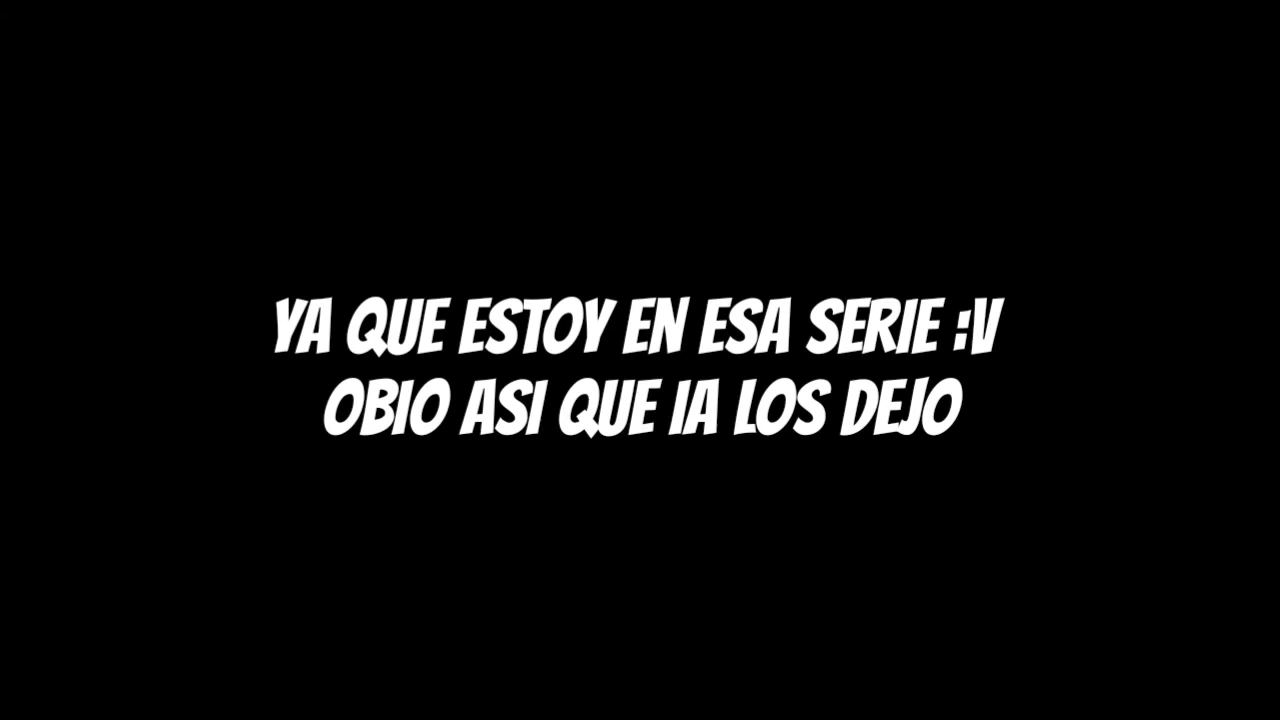 YA QUE ESTOY EN ESA SERIE :V
OBIO ASI QUE IA LOS DEJO